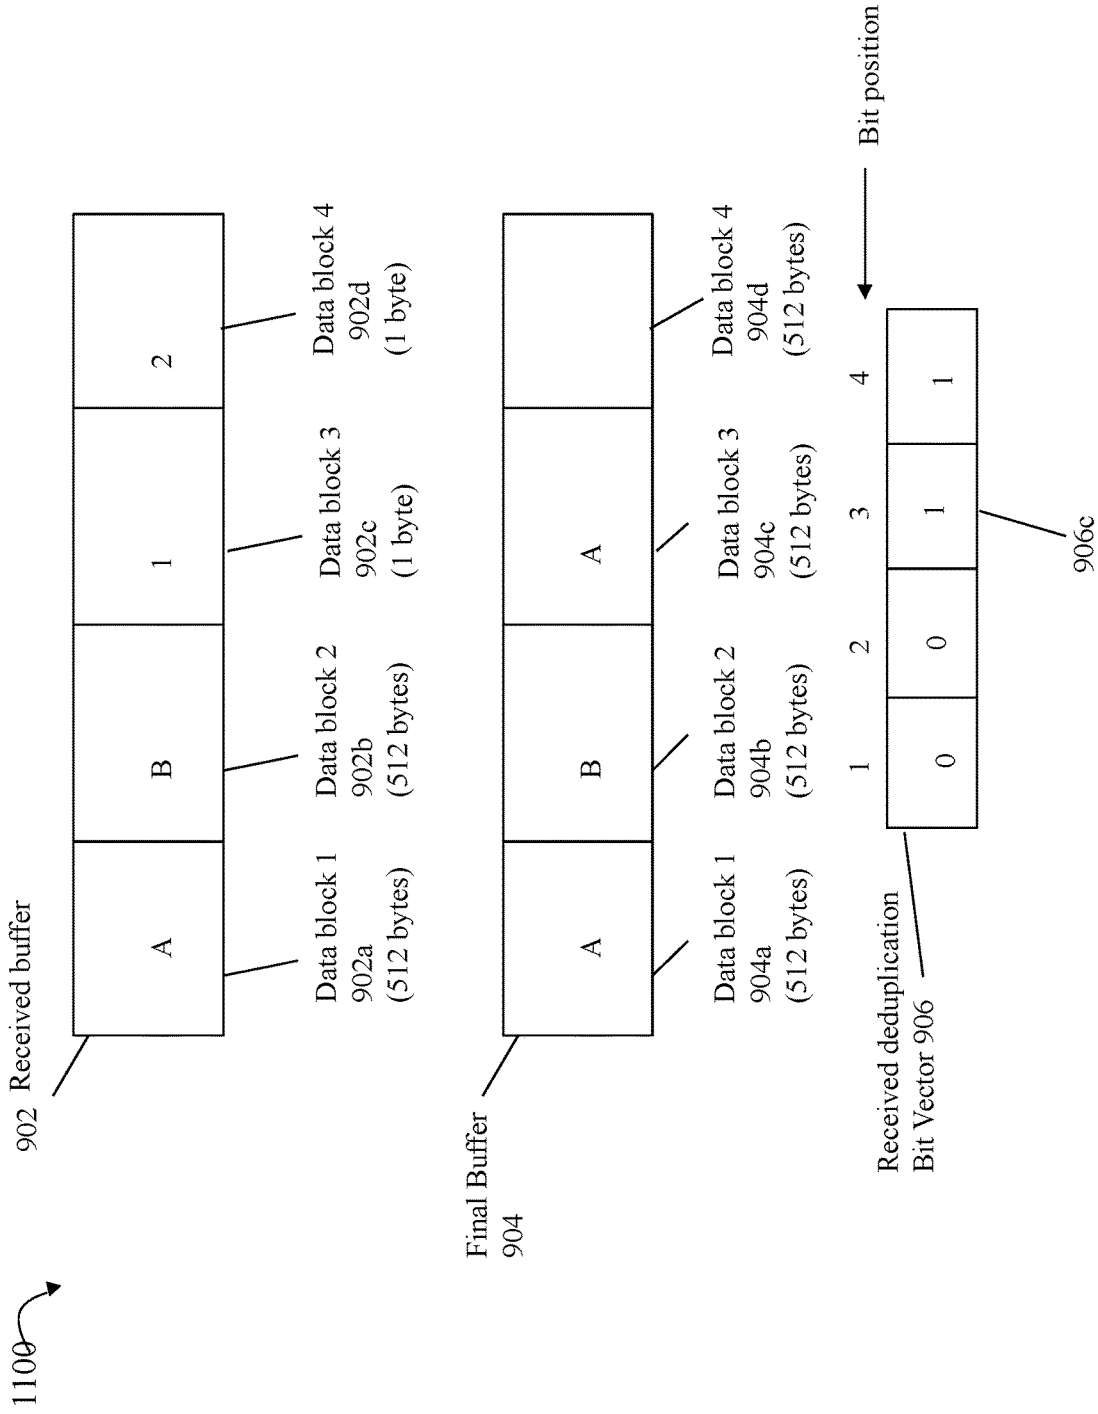 1100
902 Received buffer
A
B
1
2
Data block 1
902a
(512 bytes)
Data block 2
902b
(512 bytes)
Data block 3
902c
(1 byte)
Data block 4
902d
(1 byte)
Final Buffer
904
A
B
A
Data block 1
904a
(512 bytes)
Data block 2
904b
(512 bytes)
Data block 3
904c
(512 bytes)
Data block 4
904d
(512 bytes)
1
2
3
4
Bit position
Received deduplication
Bit Vector 906
0
0
1
1
906c